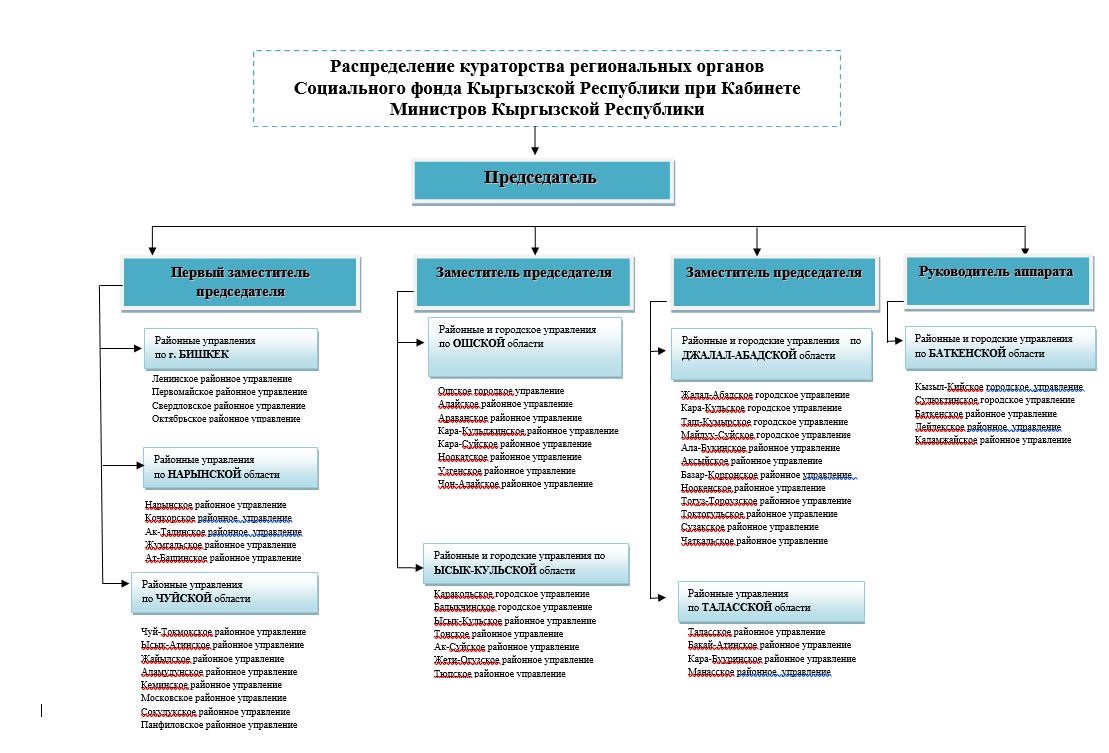 Распределение кураторства региональных органов
Социального фонда Кыргызской Республики при Кабинете
Министров Кыргызской Республики
Председатель
Первый заместитель
председателя
Районные управления
по г. БИШКЕК
Ленинское районное управление
Первомайское районное управление
Свердловское районное управление
Октябрьское районное управление
Районные управления
по НАРЫНСКОЙ области
Нарынское районное управление
Кочкорское районное управление
Ак-Талинское районное управление
Жумгальское районное управление
Ат-Башинское районное управление
Районные управления
по ЧУЙСКОЙ области
Чуй-Токмокское районное управление
Ысык-Атинское районное управление
Жайылское районное управление
Аламудунское районное управление
Кеминское районное управление
Московское районное управление
Сокулукское районное управление
Панфиловское районное управление
Заместитель председателя
Районные и городское управления
по ОШСКОЙ области
Ошское городкое управление
Алайское районное управление
Араванское районное управление
Кара-Кульджинское районное управление
Кара-Суйское районное управление
Ноокатское районное управление
Узгенское районное управление
Чон-Алайское районное управление
Районные и городские управления по
ЫСЫК-КУЛЬСКОЙ области
Каракольское городское управление
Балыкчинское городское управление
Ысык-Кульское районное управление
Тонское районное управление
Ак-Суйское районное управление
Жети-Огузское районное управление
Тюпское районное управление
Заместитель председателя
Районные и городские управления по
ДЖАЛАЛ-АБАДСКОЙ области
Жалал-Абадское городское управление
Кара-Кульское городское управление
Таш-Кумырское городское управление
Майлуу-Суйское городское управление
Ала-Букинское районное управление
Аксыйское районное управление
Базар-Коргонское районное управление
Ноокенское районное управление
Тогуз-Тороузское районное управление
Токтогульское районное управление
Сузакское районное управление
Чаткальское районное управление
Районные управления
по ТАЛАССКОЙ области
Таласское районное управление
Бакай-Атинское районное управление
Кара-Бууринское районное управление
Манасское районное управление
Руководитель аппарата
Районные и городские управления
по БАТКЕНСКОЙ области
Кызыл-Кийское городское управление
Сулюктинское городское управление
Баткенское районное управление
Лейлекское районное управление
Каламжайское районное управление